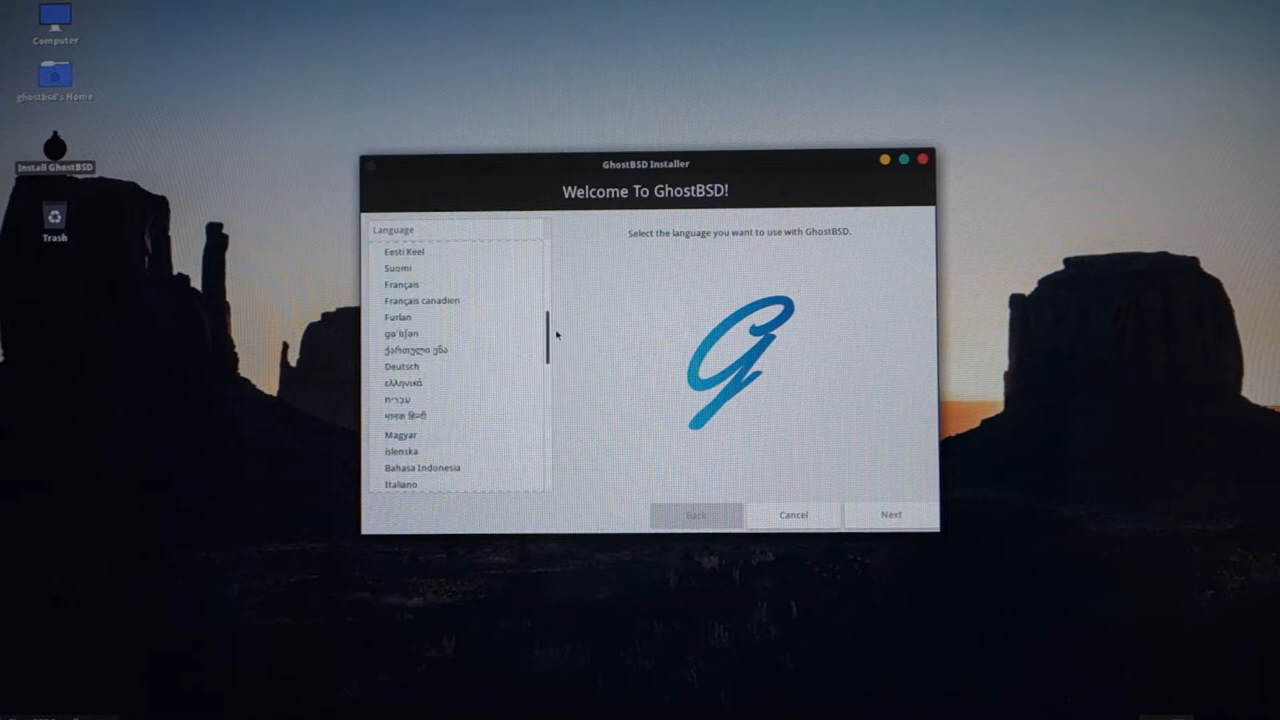 Computer
ghostbsd's Home
Install GhostBSD
Trash
GhostBSD Installer
Welcome To GhostBSD!
Language
Select the language you want to use with GhostBSD.
Eesti Keel
Suomi
Français
Français canadien
Furlan
ქართული ენა
Deutsch
ελληνικά
עברית
मानक हिन्दी
Magyar
íslenska
Bahasa Indonesia
Italiano
Back
Cancel
Next